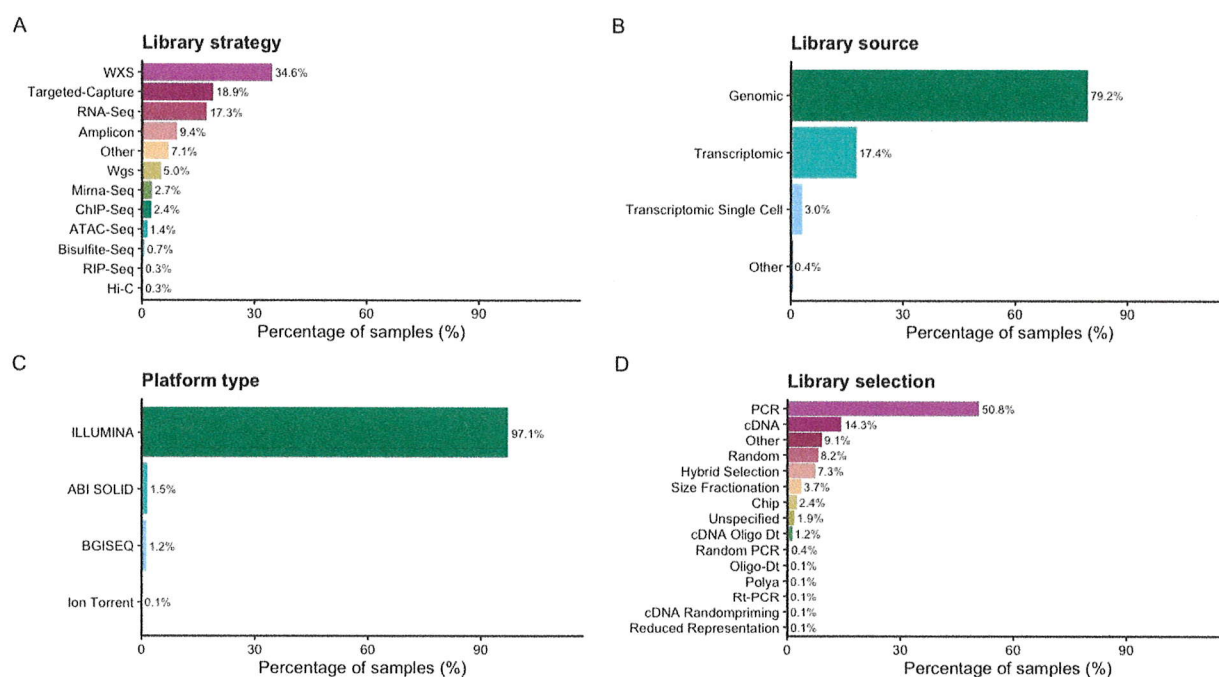 A
Library strategy
WXS 34.6%
Targeted-Capture 18.9%
RNA-Seq 17.3%
Amplicon 9.4%
Other 7.1%
Wgs 5.0%
Mirna-Seq 2.7%
ChIP-Seq 2.4%
ATAC-Seq 1.4%
Bisulfite-Seq 0.7%
RIP-Seq 0.3%
Hi-C 0.3%
0 30 60 90
Percentage of samples (%)
B
Library source
Genomic 79.2%
Transcriptomic 17.4%
Transcriptomic Single Cell 3.0%
Other 0.4%
0 30 60 90
Percentage of samples (%)
C
Platform type
ILLUMINA 97.1%
ABI SOLID 1.5%
BGISEQ 1.2%
Ion Torrent 0.1%
0 30 60 90
Percentage of samples (%)
D
Library selection
PCR 50.8%
cDNA 14.3%
Other 9.1%
Random 8.2%
Hybrid Selection 7.3%
Size Fractionation 3.7%
Chip 2.4%
Unspecified 1.9%
cDNA Oligo Dt 1.2%
Random PCR 0.4%
Oligo-Dt 0.1%
Polya 0.1%
Rt-PCR 0.1%
cDNA Randompriming 0.1%
Reduced Representation 0.1%
0 30 60 90
Percentage of samples (%)